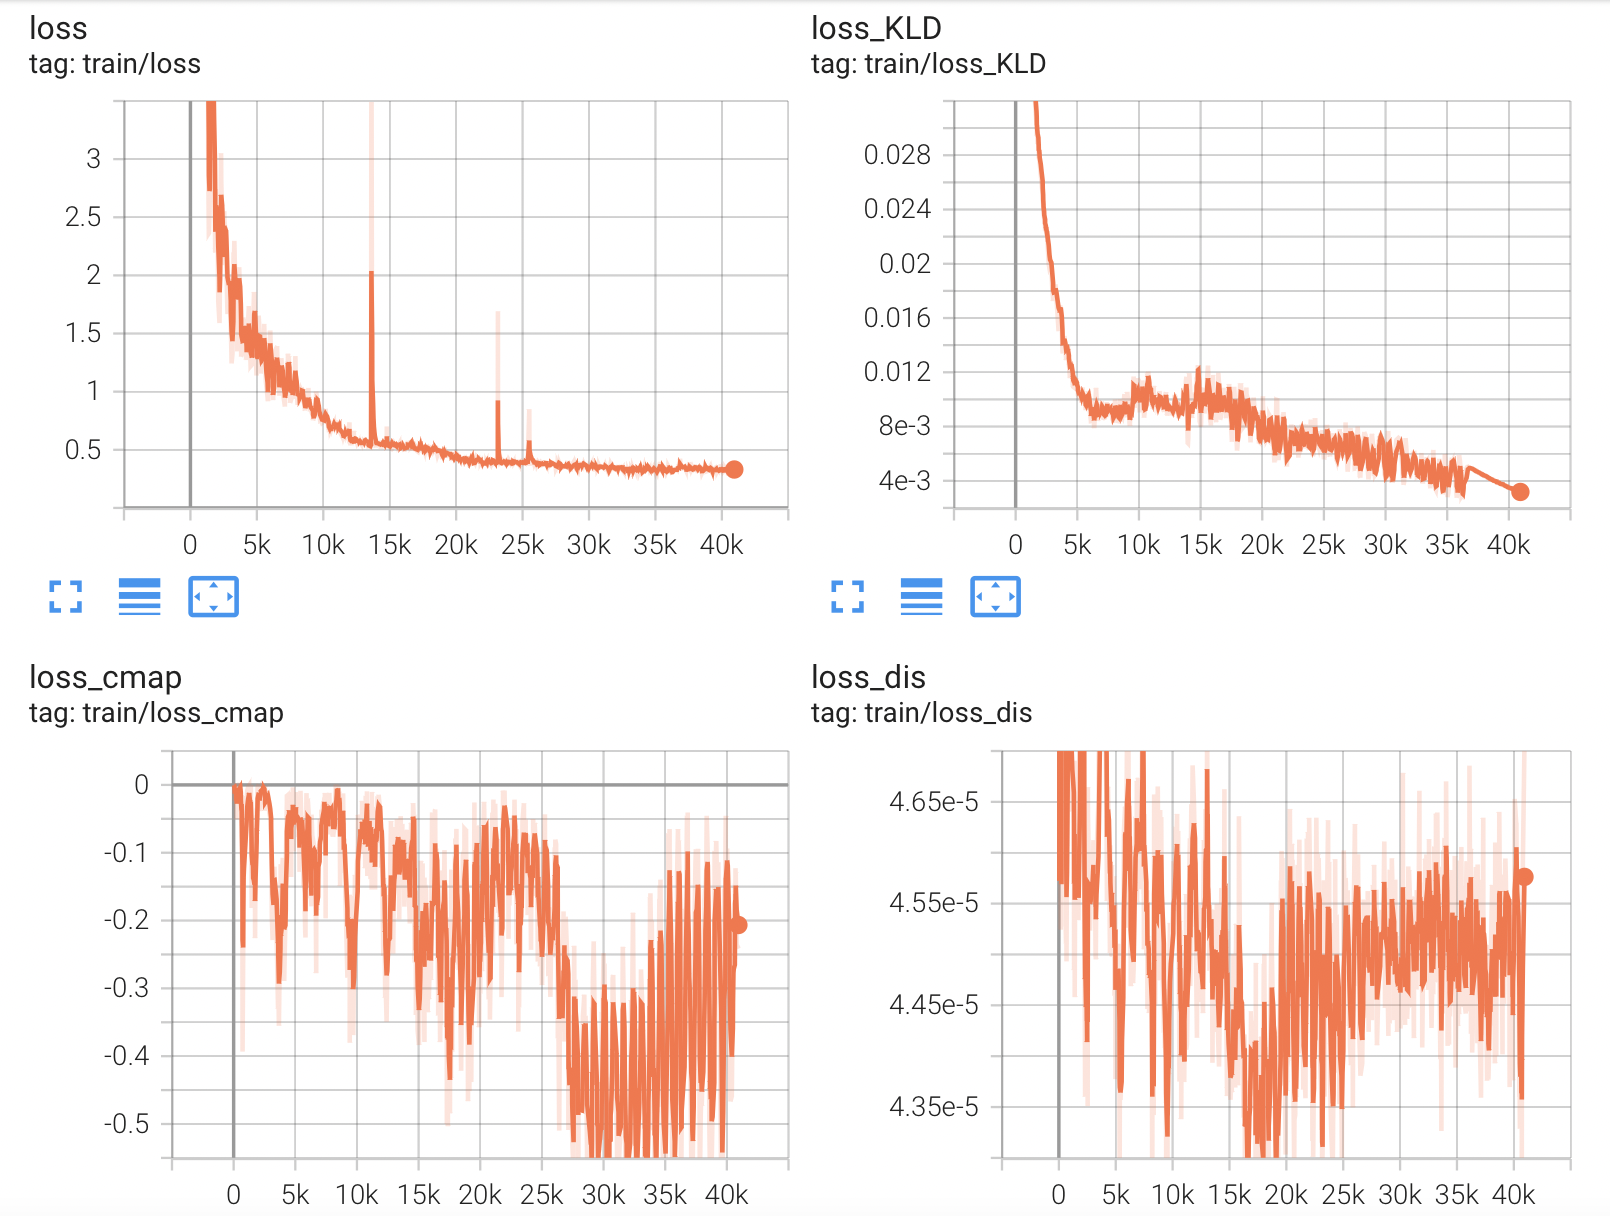 loss
tag: train/loss
3
2.5
2
1.5
1
0.5
0 5k 10k 15k 20k 25k 30k 35k 40k
loss_KLD
tag: train/loss_KLD
0.028
0.024
0.02
0.016
0.012
8e-3
4e-3
0 5k 10k 15k 20k 25k 30k 35k 40k
loss_cmap
tag: train/loss_cmap
0
-0.1
-0.2
-0.3
-0.4
-0.5
0 5k 10k 15k 20k 25k 30k 35k 40k
loss_dis
tag: train/loss_dis
4.65e-5
4.55e-5
4.45e-5
4.35e-5
0 5k 10k 15k 20k 25k 30k 35k 40k